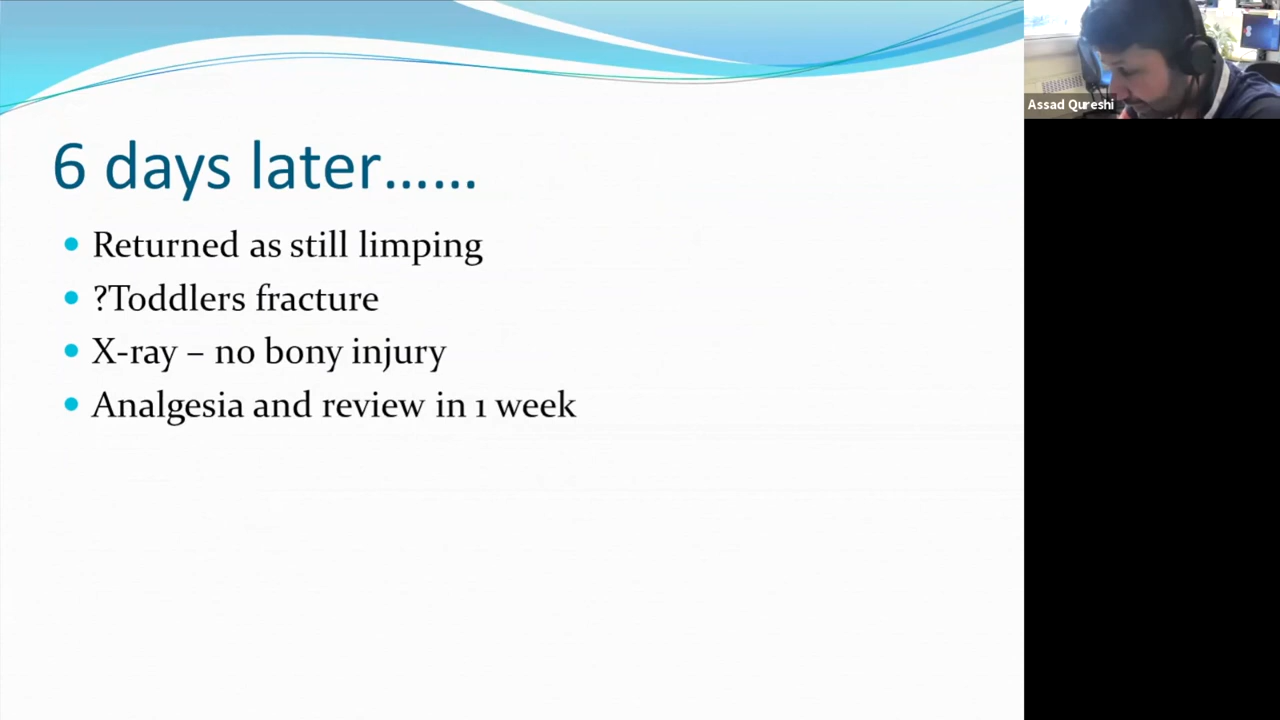 6 days later……
Returned as still limping
?Toddlers fracture
X-ray – no bony injury
Analgesia and review in 1 week
Assad Qureshi